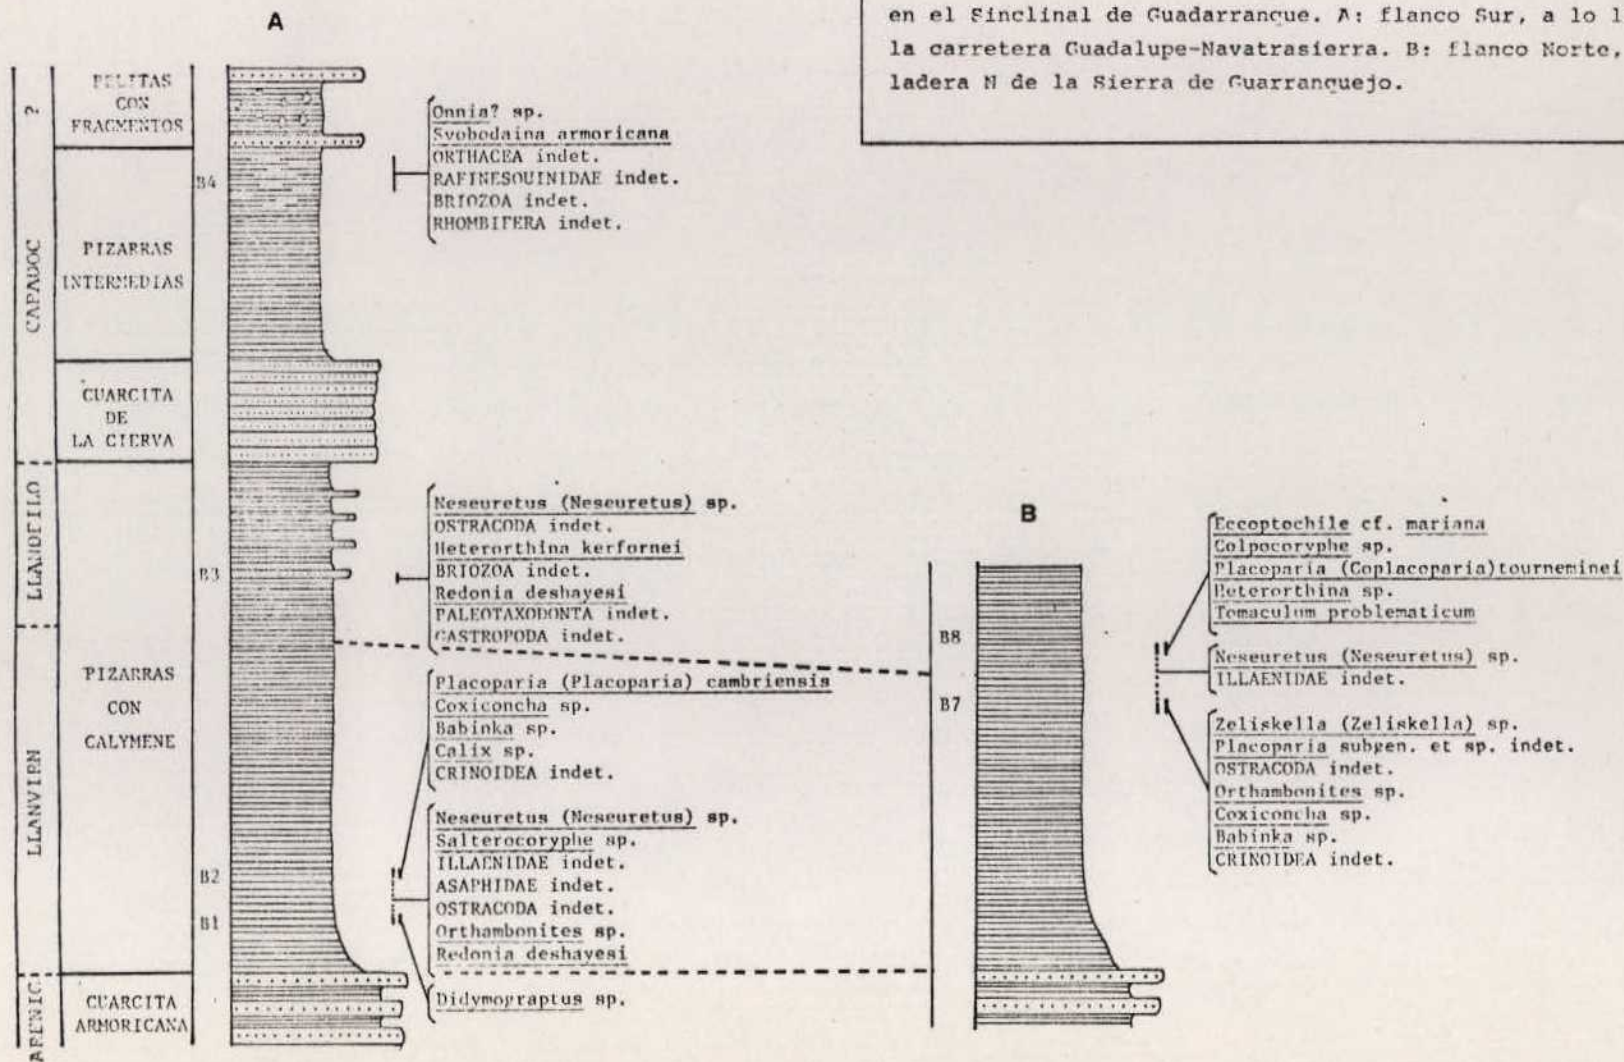 en el Sinclinal de Guadarranque. A: flanco Sur, a lo l
la carretera Guadalupe-Navatrasierra. B: flanco Norte,
ladera N de la Sierra de Guarranquejo.
A
?
CAPADOC
LLANDEILO
LLANVIRN
ARENIG
PELITAS
CON
FRAGMENTOS
PIZARRAS
INTERMEDIAS
CUARCITA
DE
LA CIERVA
PIZARRAS
CON
CALYMENE
CUARCITA
ARMORICANA
B4
B3
B2
B1
Onnia? sp.
Svobodaina armoricana
ORTHACEA indet.
RAFINESQUINIDAE indet.
BRIOZOA indet.
RHOMBIFERA indet.
Neseuretus (Neseuretus) sp.
OSTRACODA indet.
Heterorthina kerfornei
BRIOZOA indet.
Redonia deshayesi
PALEOTAXODONTA indet.
GASTROPODA indet.
Placoparia (Placoparia) cambriensis
Coxiconcha sp.
Babinka sp.
Calix sp.
CRINOIDEA indet.
Neseuretus (Neseuretus) sp.
Salterocoryphe sp.
ILLAENIDAE indet.
ASAPHIDAE indet.
OSTRACODA indet.
Orthambonites sp.
Redonia deshayesi
Didymograptus sp.
B
B8
B7
Eccoptochile cf. mariana
Colpocoryphe sp.
Placoparia (Coplacoparia)tourneminei
Heterorthina sp.
Tomaculum problematicum
Neseuretus (Neseuretus) sp.
ILLAENIDAE indet.
Zeliskella (Zeliskella) sp.
Placoparia subgen. et sp. indet.
OSTRACODA indet.
Orthambonites sp.
Coxiconcha sp.
Babinka sp.
CRINOIDEA indet.